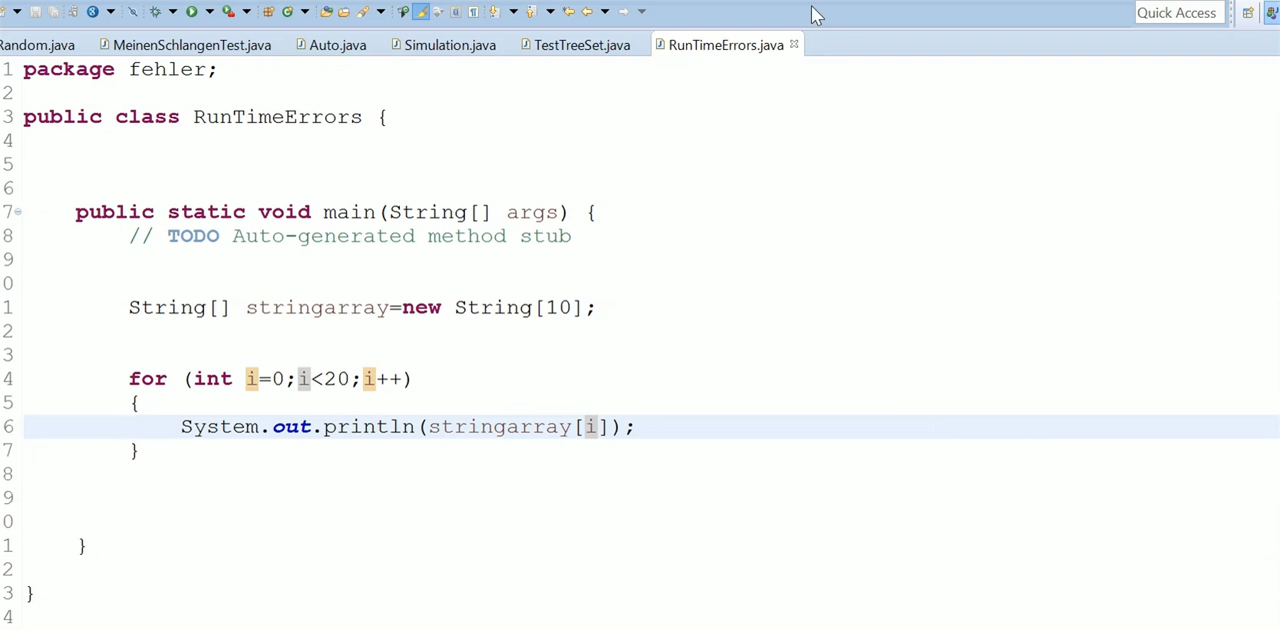 Quick Access
Random.java MeinenSchlangenTest.java Auto.java Simulation.java TestTreeSet.java RunTimeErrors.java
1 package fehler;
2
3 public class RunTimeErrors {
4
5
6
7 public static void main(String[] args) {
8 // TODO Auto-generated method stub
9
0
1 String[] stringarray=new String[10];
2
3
4 for (int i=0;i<20;i++)
5 {
6 System.out.println(stringarray[i]);
7 }
8
9
0
1 }
2
3 }
4